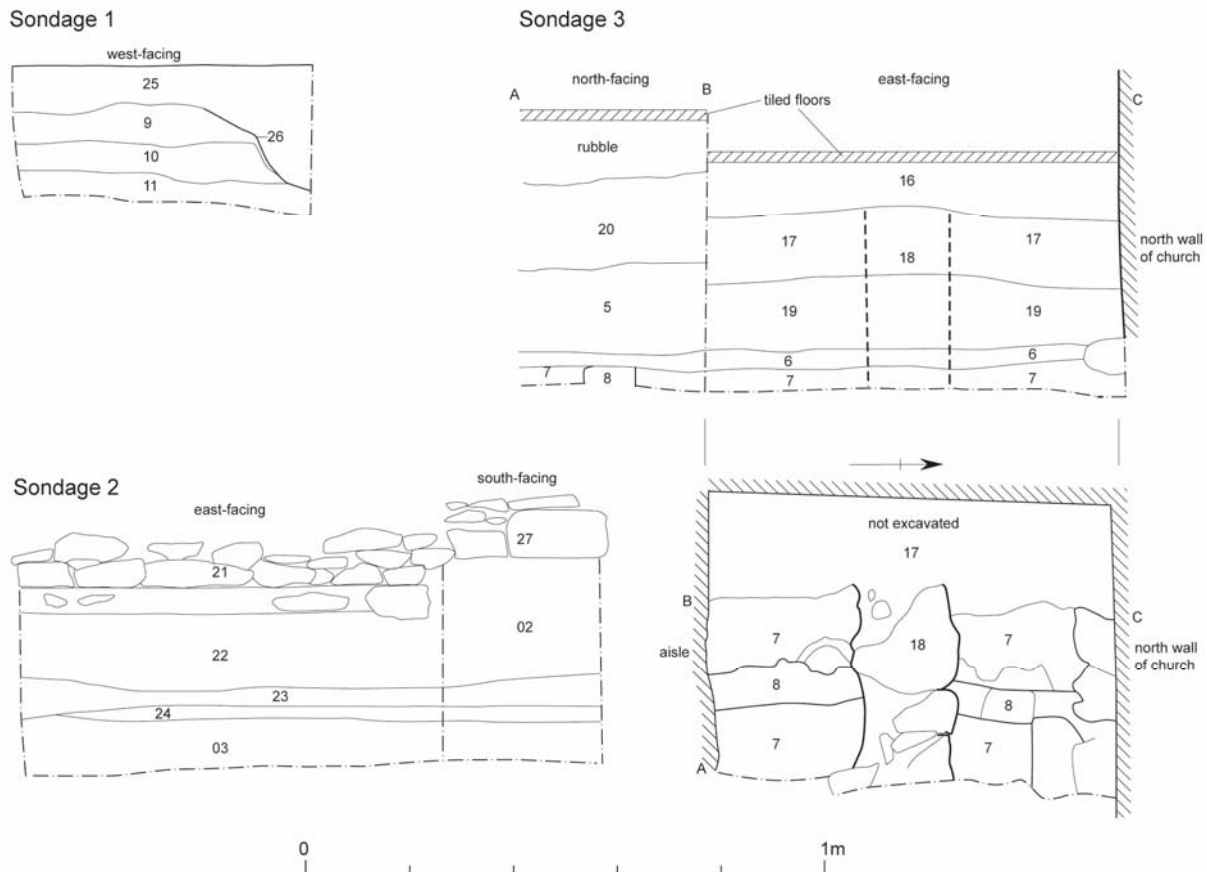 Sondage 1
west-facing
25
9
26
10
11
Sondage 3
north-facing
east-facing
A
B
C
tiled floors
rubble
16
20
17
18
17
north wall
of church
5
19
19
6
6
7
8
7
7
Sondage 2
east-facing
south-facing
21
27
02
22
23
24
03
not excavated
17
B
C
7
18
7
aisle
north wall
of church
8
8
7
7
A
0
1m